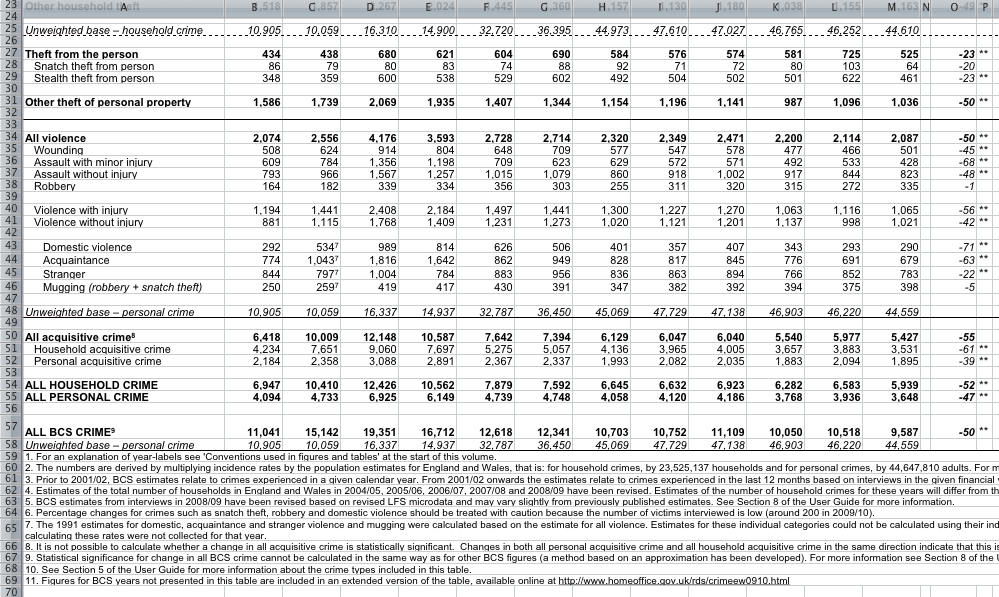 23 Other household theft 8,518 1,857 2,267 2,024 1,445 1,360 1,157 1,130 1,180 1,038 1,155 1,163 -49 **
A B C D E F G H I J K L M N O P
24
25 Unweighted base – household crime 10,905 10,059 16,310 14,900 32,720 36,395 44,973 47,610 47,027 46,765 46,252 44,610
27 Theft from the person 434 438 680 621 604 690 584 576 574 581 725 525 -23 **
28 Snatch theft from person 86 79 80 83 74 88 92 71 72 80 103 64 -20
29 Stealth theft from person 348 359 600 538 529 602 492 504 502 501 622 461 -23 **
30
31 Other theft of personal property 1,586 1,739 2,069 1,935 1,407 1,344 1,154 1,196 1,141 987 1,096 1,036 -50 **
32
33
34 All violence 2,074 2,556 4,176 3,593 2,728 2,714 2,320 2,349 2,471 2,200 2,114 2,087 -50 **
35 Wounding 508 624 914 804 648 709 577 547 578 477 466 501 -45 **
36 Assault with minor injury 609 784 1,356 1,198 709 623 629 572 571 492 533 428 -68 **
37 Assault without injury 793 966 1,567 1,257 1,015 1,079 860 918 1,002 917 844 823 -48 **
38 Robbery 164 182 339 334 356 303 255 311 320 315 272 335 -1
39
40 Violence with injury 1,194 1,441 2,408 2,184 1,497 1,441 1,300 1,227 1,270 1,063 1,116 1,065 -56 **
41 Violence without injury 881 1,115 1,768 1,409 1,231 1,273 1,020 1,121 1,201 1,137 998 1,021 -42 **
42
43 Domestic violence 292 534⁷ 989 814 626 506 401 357 407 343 293 290 -71 **
44 Acquaintance 774 1,043⁷ 1,816 1,642 862 949 828 817 845 776 691 679 -63 **
45 Stranger 844 797⁷ 1,004 784 883 956 836 863 894 766 852 783 -22 **
46 Mugging (robbery + snatch theft) 250 259⁷ 419 417 430 391 347 382 392 394 375 398 -5
47
48 Unweighted base – personal crime 10,905 10,059 16,337 14,937 32,787 36,450 45,069 47,729 47,138 46,903 46,220 44,559
49
50 All acquisitive crime⁸ 6,418 10,009 12,148 10,587 7,642 7,394 6,129 6,047 6,040 5,540 5,977 5,427 -55
51 Household acquisitive crime 4,234 7,651 9,060 7,697 5,275 5,057 4,136 3,965 4,005 3,657 3,883 3,531 -61 **
52 Personal acquisitive crime 2,184 2,358 3,088 2,891 2,367 2,337 1,993 2,082 2,035 1,883 2,094 1,895 -39 **
53
54 ALL HOUSEHOLD CRIME 6,947 10,410 12,426 10,562 7,879 7,592 6,645 6,632 6,923 6,282 6,583 5,939 -52 **
55 ALL PERSONAL CRIME 4,094 4,733 6,925 6,149 4,739 4,748 4,058 4,120 4,186 3,768 3,936 3,648 -47 **
56
57 ALL BCS CRIME⁹ 11,041 15,142 19,351 16,712 12,618 12,341 10,703 10,752 11,109 10,050 10,518 9,587 -50 **
58 Unweighted base – personal crime 10,905 10,059 16,337 14,937 32,787 36,450 45,069 47,729 47,138 46,903 46,220 44,559
59 1. For an explanation of year-labels see 'Conventions used in figures and tables' at the start of this volume.
60 2. The numbers are derived by multiplying incidence rates by the population estimates for England and Wales, that is: for household crimes, by 23,525,137 households and for personal crimes, by 44,647,810 adults. For m
61 3. Prior to 2001/02, BCS estimates relate to crimes experienced in a given calendar year. From 2001/02 onwards the estimates relate to crimes experienced in the last 12 months based on interviews in the given financial y
62 4. Estimates of the total number of households in England and Wales in 2004/05, 2005/06, 2006/07, 2007/08 and 2008/09 have been revised. Estimates of the number of household crimes for these years will differ from th
63 5. BCS estimates from interviews in 2008/09 have been revised based on revised LFS microdata and may vary slightly from previously published estimates. See Section 8 of the User Guide for more information.
64 6. Percentage changes for crimes such as snatch theft, robbery and domestic violence should be treated with caution because the number of victims interviewed is low (around 200 in 2009/10).
65 7. The 1991 estimates for domestic, acquaintance and stranger violence and mugging were calculated based on the estimate for all violence. Estimates for these individual categories could not be calculated using their ind
calculating these rates were not collected for that year.
66 8. It is not possible to calculate whether a change in all acquisitive crime is statistically significant. Changes in both all personal acquisitive crime and all household acquisitive crime in the same direction indicate that this is
67 9. Statistical significance for change in all BCS crime cannot be calculated in the same way as for other BCS figures (a method based on an approximation has been developed). For more information see Section 8 of the U
68 10. See Section 5 of the User Guide for more information about the crime types included in this table.
69 11. Figures for BCS years not presented in this table are included in an extended version of the table, available online at http://www.homeoffice.gov.uk/rds/crimeew0910.html
70